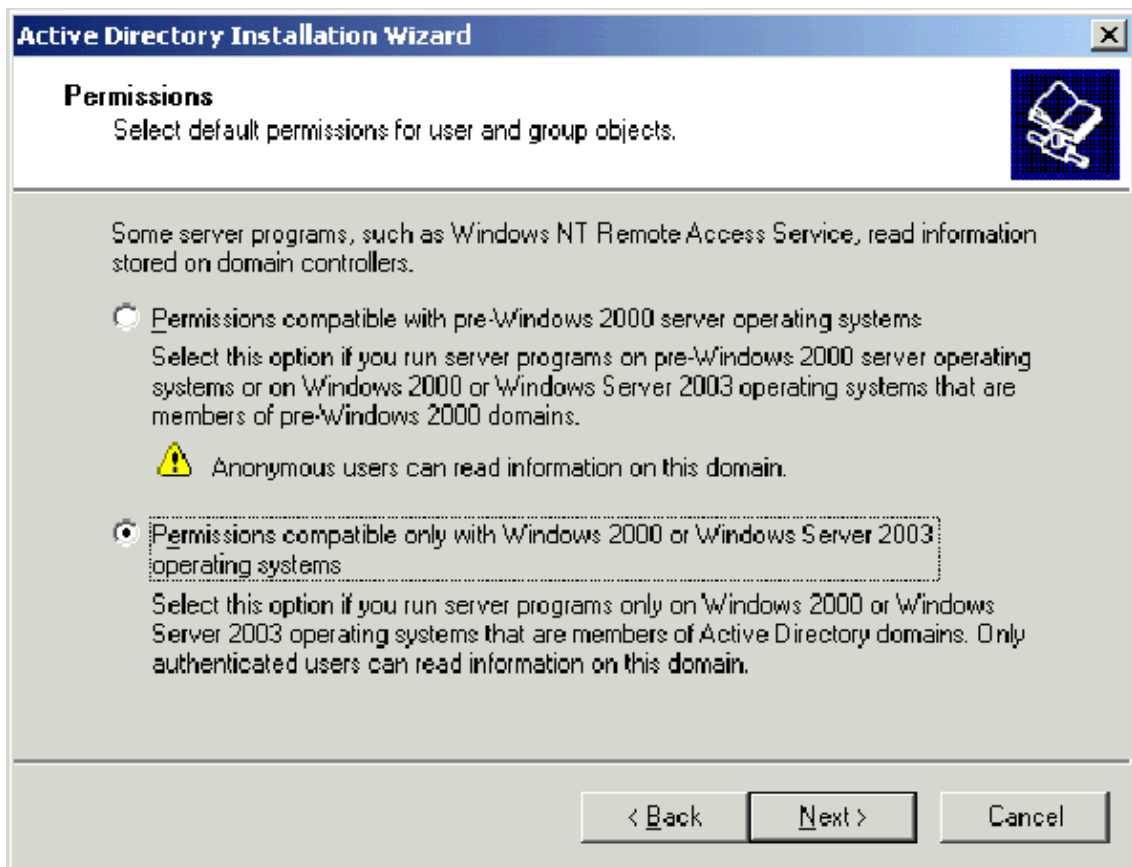 Active Directory Installation Wizard
Permissions
Select default permissions for user and group objects.
Some server programs, such as Windows NT Remote Access Service, read information
stored on domain controllers.
Permissions compatible with pre-Windows 2000 server operating systems
Select this option if you run server programs on pre-Windows 2000 server operating
systems or on Windows 2000 or Windows Server 2003 operating systems that are
members of pre-Windows 2000 domains.
Anonymous users can read information on this domain.
Permissions compatible only with Windows 2000 or Windows Server 2003
operating systems
Select this option if you run server programs only on Windows 2000 or Windows
Server 2003 operating systems that are members of Active Directory domains. Only
authenticated users can read information on this domain.
< Back
Next >
Cancel